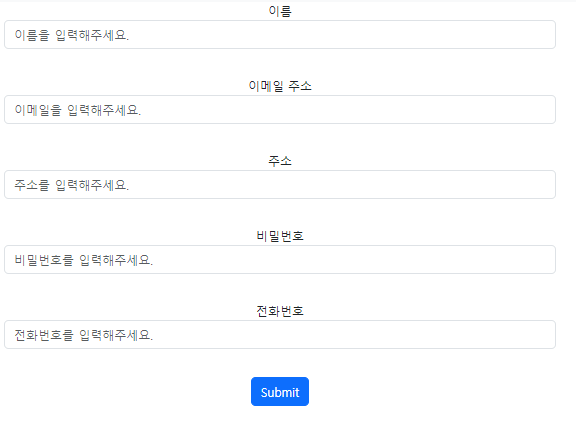 이름
이름을 입력해주세요.
이메일 주소
이메일을 입력해주세요.
주소
주소를 입력해주세요.
비밀번호
비밀번호를 입력해주세요.
전화번호
전화번호를 입력해주세요.
Submit